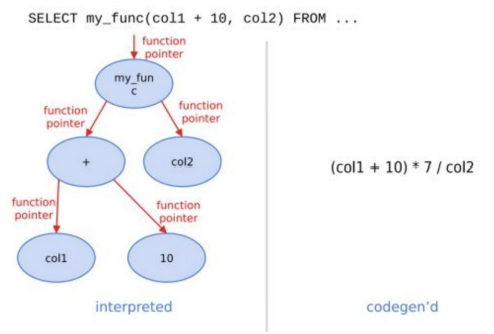 SELECT my_func(col1 + 10, col2) FROM ...
function
pointer
my_fun
c
function
pointer
function
pointer
+
col2
(col1 + 10) * 7 / col2
function
pointer
function
pointer
col1
10
interpreted
codegen'd